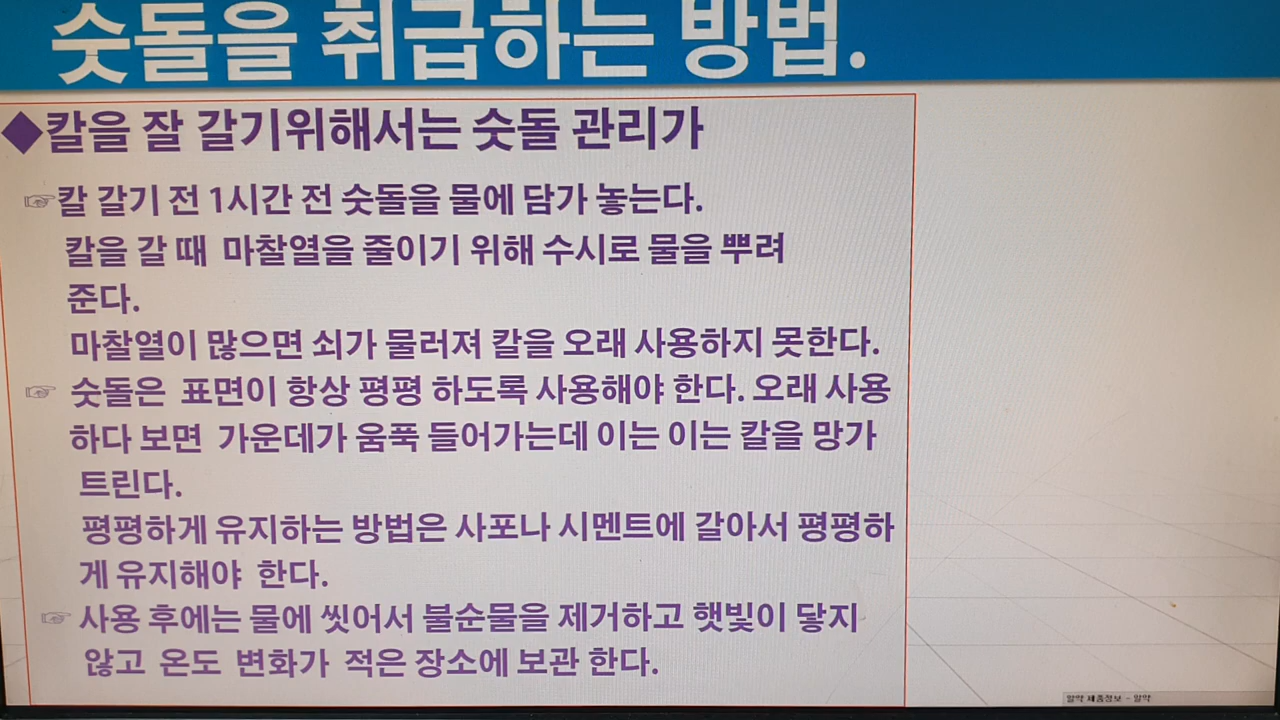 숫돌을 취급하는 방법.
◆칼을 잘 갈기위해서는 숫돌 관리가
☞칼 갈기 전 1시간 전 숫돌을 물에 담가 놓는다.
칼을 갈 때 마찰열을 줄이기 위해 수시로 물을 뿌려
준다.
마찰열이 많으면 쇠가 물러져 칼을 오래 사용하지 못한다.
☞ 숫돌은 표면이 항상 평평 하도록 사용해야 한다. 오래 사용
하다 보면 가운데가 움푹 들어가는데 이는 이는 칼을 망가
트린다.
평평하게 유지하는 방법은 사포나 시멘트에 갈아서 평평하
게 유지해야 한다.
☞ 사용 후에는 물에 씻어서 불순물을 제거하고 햇빛이 닿지
않고 온도 변화가 적은 장소에 보관 한다.
알약 제품정보 - 알약